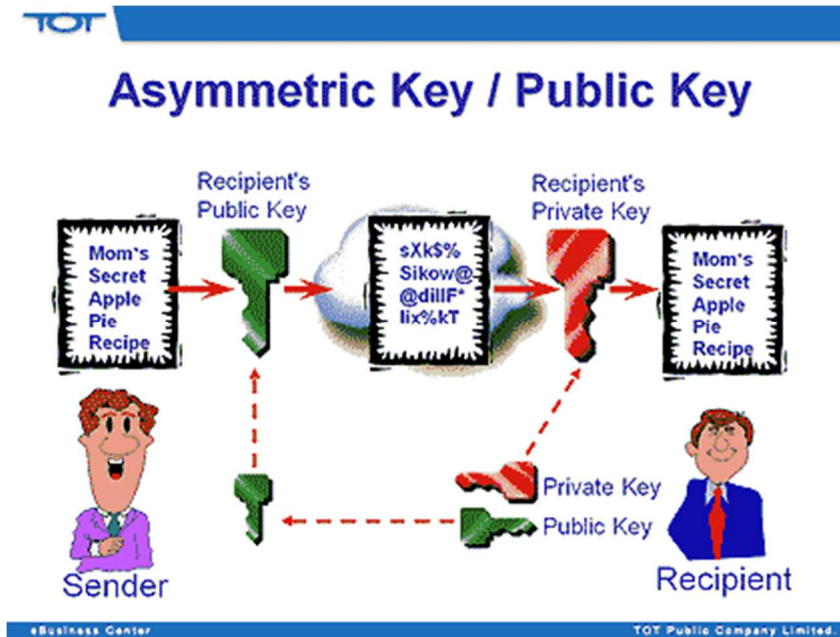 TOT
Asymmetric Key / Public Key
Recipient's
Public Key
Recipient's
Private Key
Mom's
Secret
Apple
Pie
Recipe
sXk$%
Sikow@
@dillF*
lix%kT
Mom's
Secret
Apple
Pie
Recipe
Private Key
Public Key
Sender
Recipient
eBusiness Center
TOT Public Company Limited